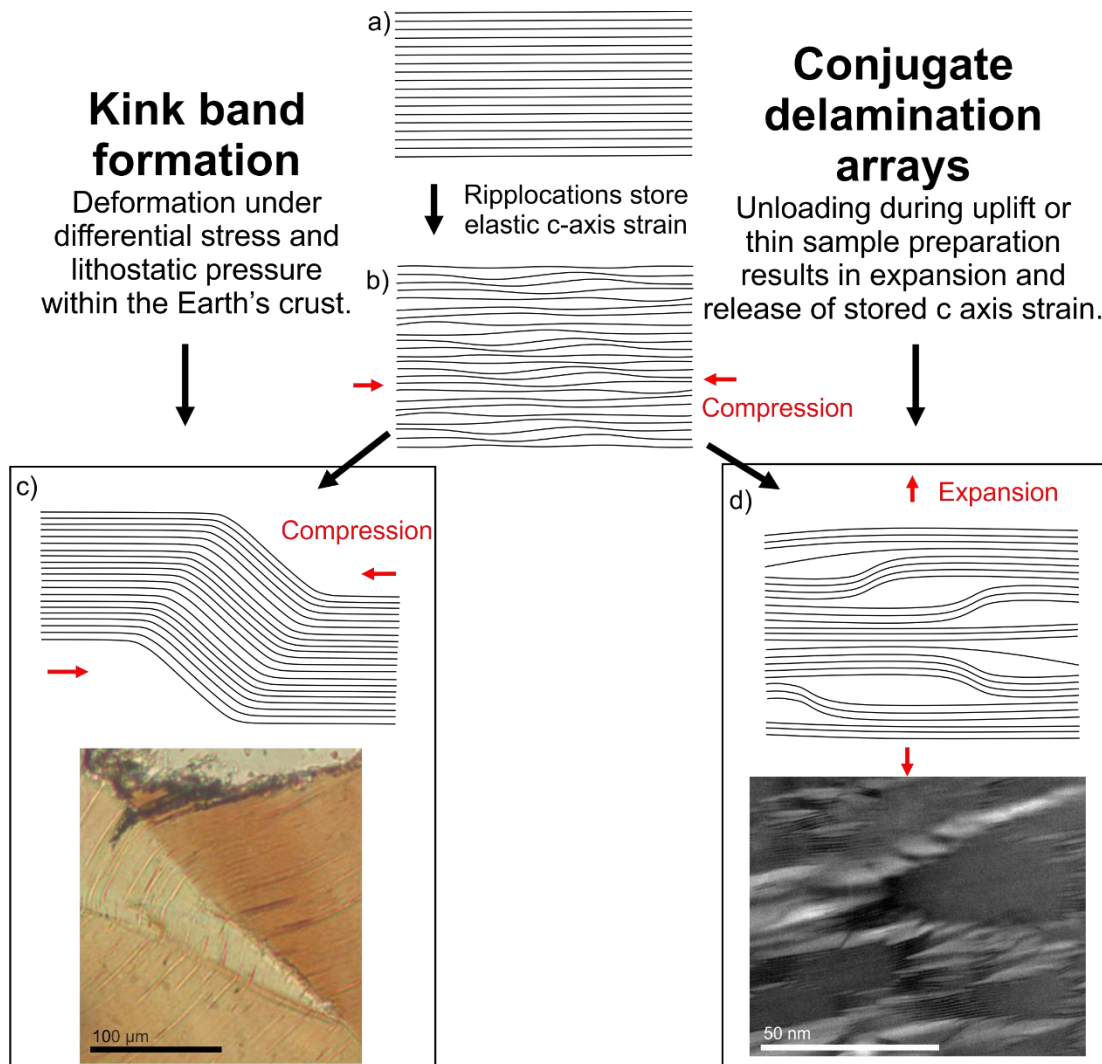 a)
Kink band
formation
Deformation under
differential stress and
lithostatic pressure
within the Earth’s crust.
Ripplocations store
elastic c-axis strain
Conjugate
delamination
arrays
Unloading during uplift or
thin sample preparation
results in expansion and
release of stored c axis strain.
b)
Compression
c)
Compression
100 µm
d)
Expansion
50 nm